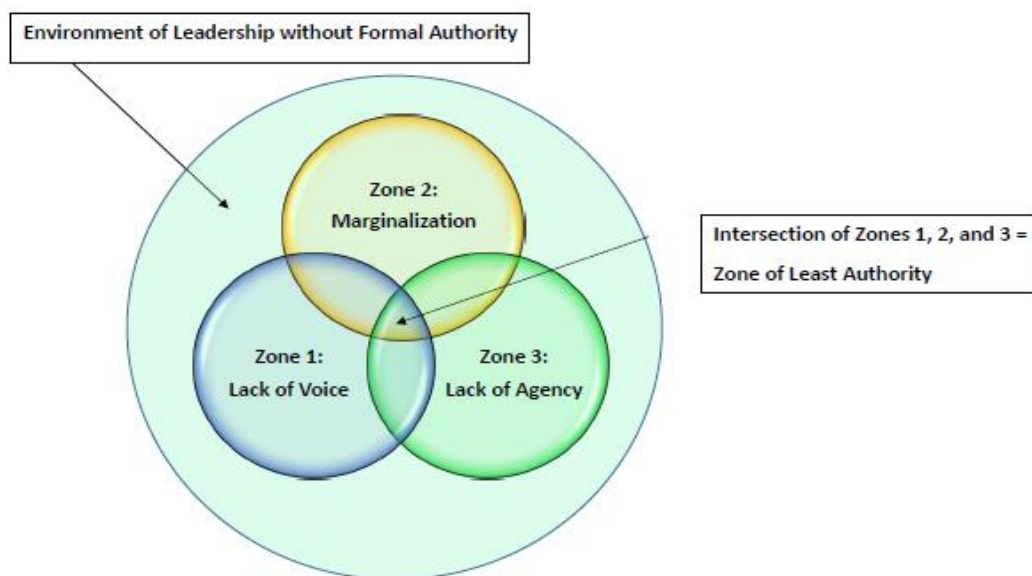 Environment of Leadership without Formal Authority
Zone 2:
Marginalization
Intersection of Zones 1, 2, and 3 =
Zone of Least Authority
Zone 1:
Lack of Voice
Zone 3:
Lack of Agency